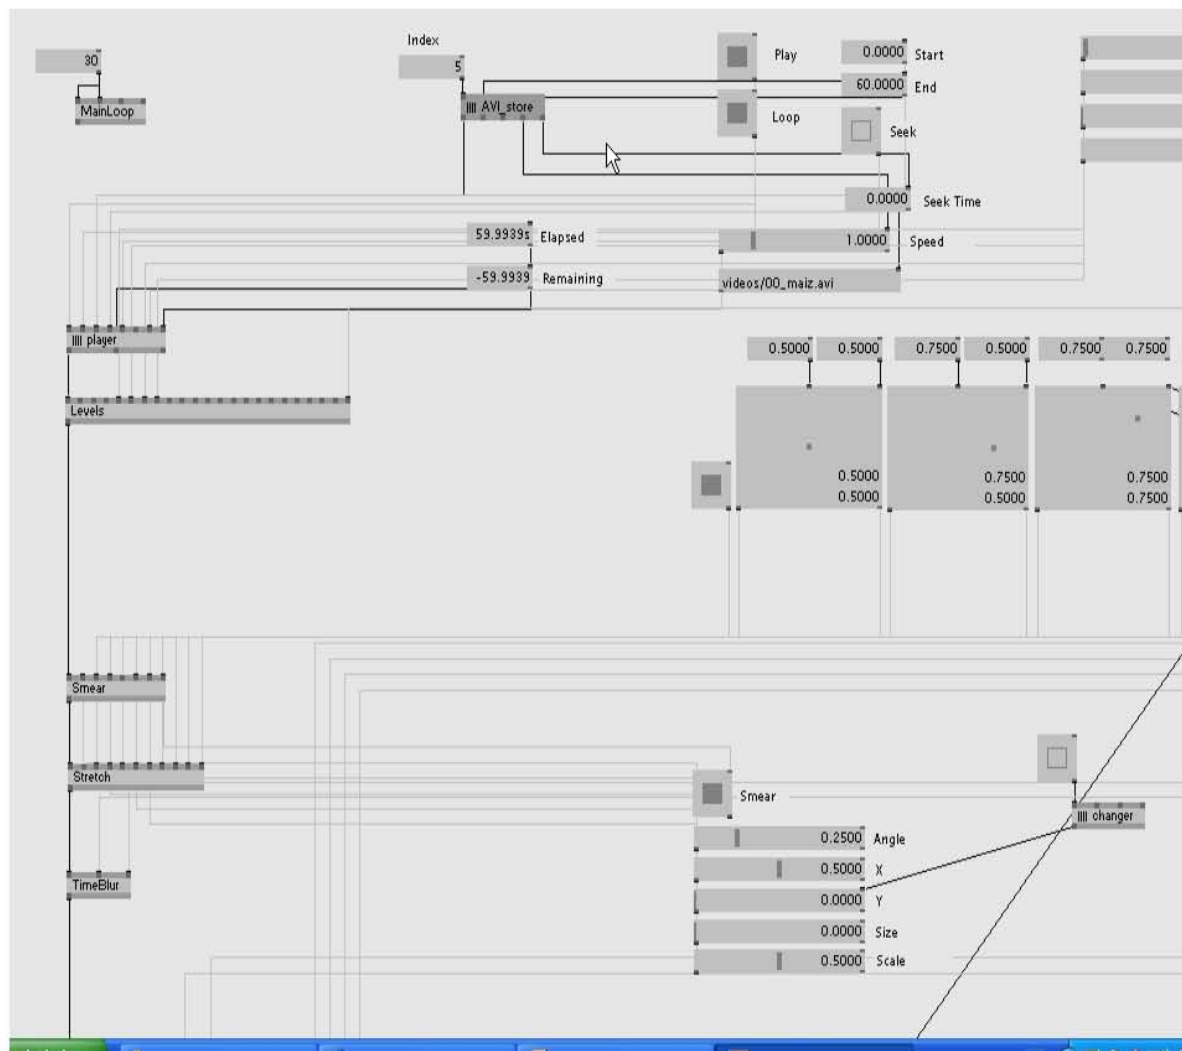 Index
30
5
Play
0.0000 Start
MainLoop
AVI_store
60.0000 End
Loop
Seek
0.0000 Seek Time
59.9939s Elapsed
1.0000 Speed
-59.9939 Remaining
videos/00_maiz.avi
player
0.5000 0.5000 0.7500 0.5000 0.7500 0.7500
Levels
0.5000 0.7500 0.7500
0.5000 0.5000 0.7500
Smear
Stretch
Smear
changer
0.2500 Angle
0.5000 X
TimeBlur
0.0000 Y
0.0000 Size
0.5000 Scale